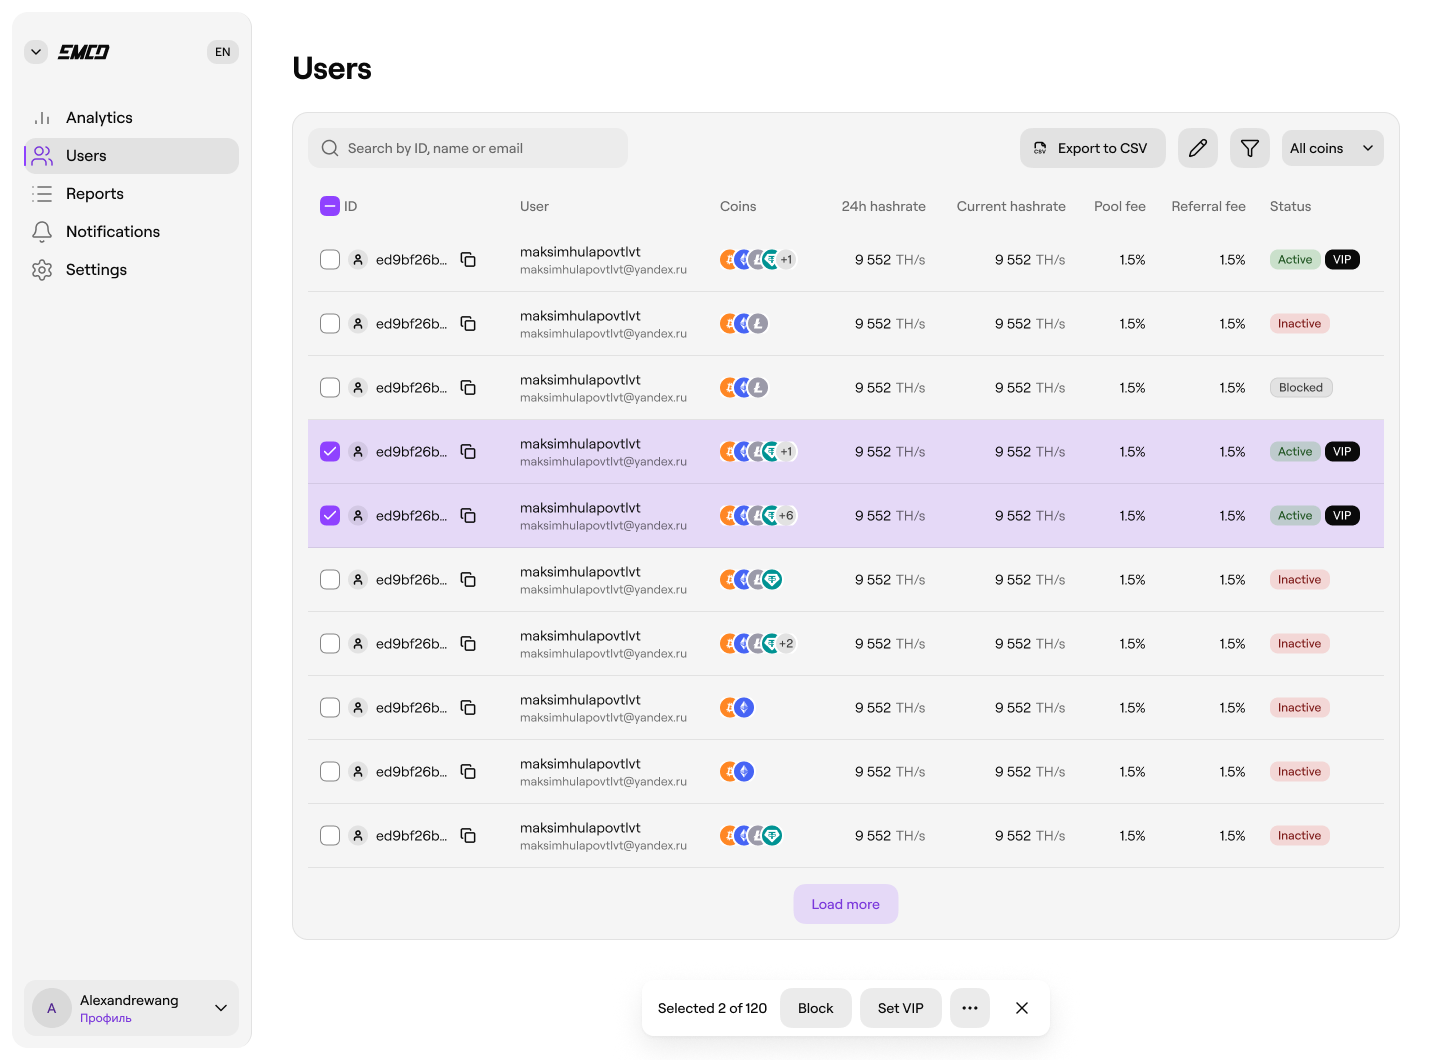 SMCO
EN
Analytics
Users
Reports
Notifications
Settings
Alexandrewang
Профиль
Users
Search by ID, name or email
CSV
Export to CSV
All coins
ID User Coins 24h hashrate Current hashrate Pool fee Referral fee Status
ed9bf26b... maksimhulapovtlvt +1 9 552 TH/s 9 552 TH/s 1.5% 1.5% Active VIP
maksimhulapovtlvt@yandex.ru
ed9bf26b... maksimhulapovtlvt 9 552 TH/s 9 552 TH/s 1.5% 1.5% Inactive
maksimhulapovtlvt@yandex.ru
ed9bf26b... maksimhulapovtlvt 9 552 TH/s 9 552 TH/s 1.5% 1.5% Blocked
maksimhulapovtlvt@yandex.ru
ed9bf26b... maksimhulapovtlvt +1 9 552 TH/s 9 552 TH/s 1.5% 1.5% Active VIP
maksimhulapovtlvt@yandex.ru
ed9bf26b... maksimhulapovtlvt +6 9 552 TH/s 9 552 TH/s 1.5% 1.5% Active VIP
maksimhulapovtlvt@yandex.ru
ed9bf26b... maksimhulapovtlvt 9 552 TH/s 9 552 TH/s 1.5% 1.5% Inactive
maksimhulapovtlvt@yandex.ru
ed9bf26b... maksimhulapovtlvt +2 9 552 TH/s 9 552 TH/s 1.5% 1.5% Inactive
maksimhulapovtlvt@yandex.ru
ed9bf26b... maksimhulapovtlvt 9 552 TH/s 9 552 TH/s 1.5% 1.5% Inactive
maksimhulapovtlvt@yandex.ru
ed9bf26b... maksimhulapovtlvt 9 552 TH/s 9 552 TH/s 1.5% 1.5% Inactive
maksimhulapovtlvt@yandex.ru
ed9bf26b... maksimhulapovtlvt 9 552 TH/s 9 552 TH/s 1.5% 1.5% Inactive
maksimhulapovtlvt@yandex.ru
Load more
Selected 2 of 120 Block Set VIP
A